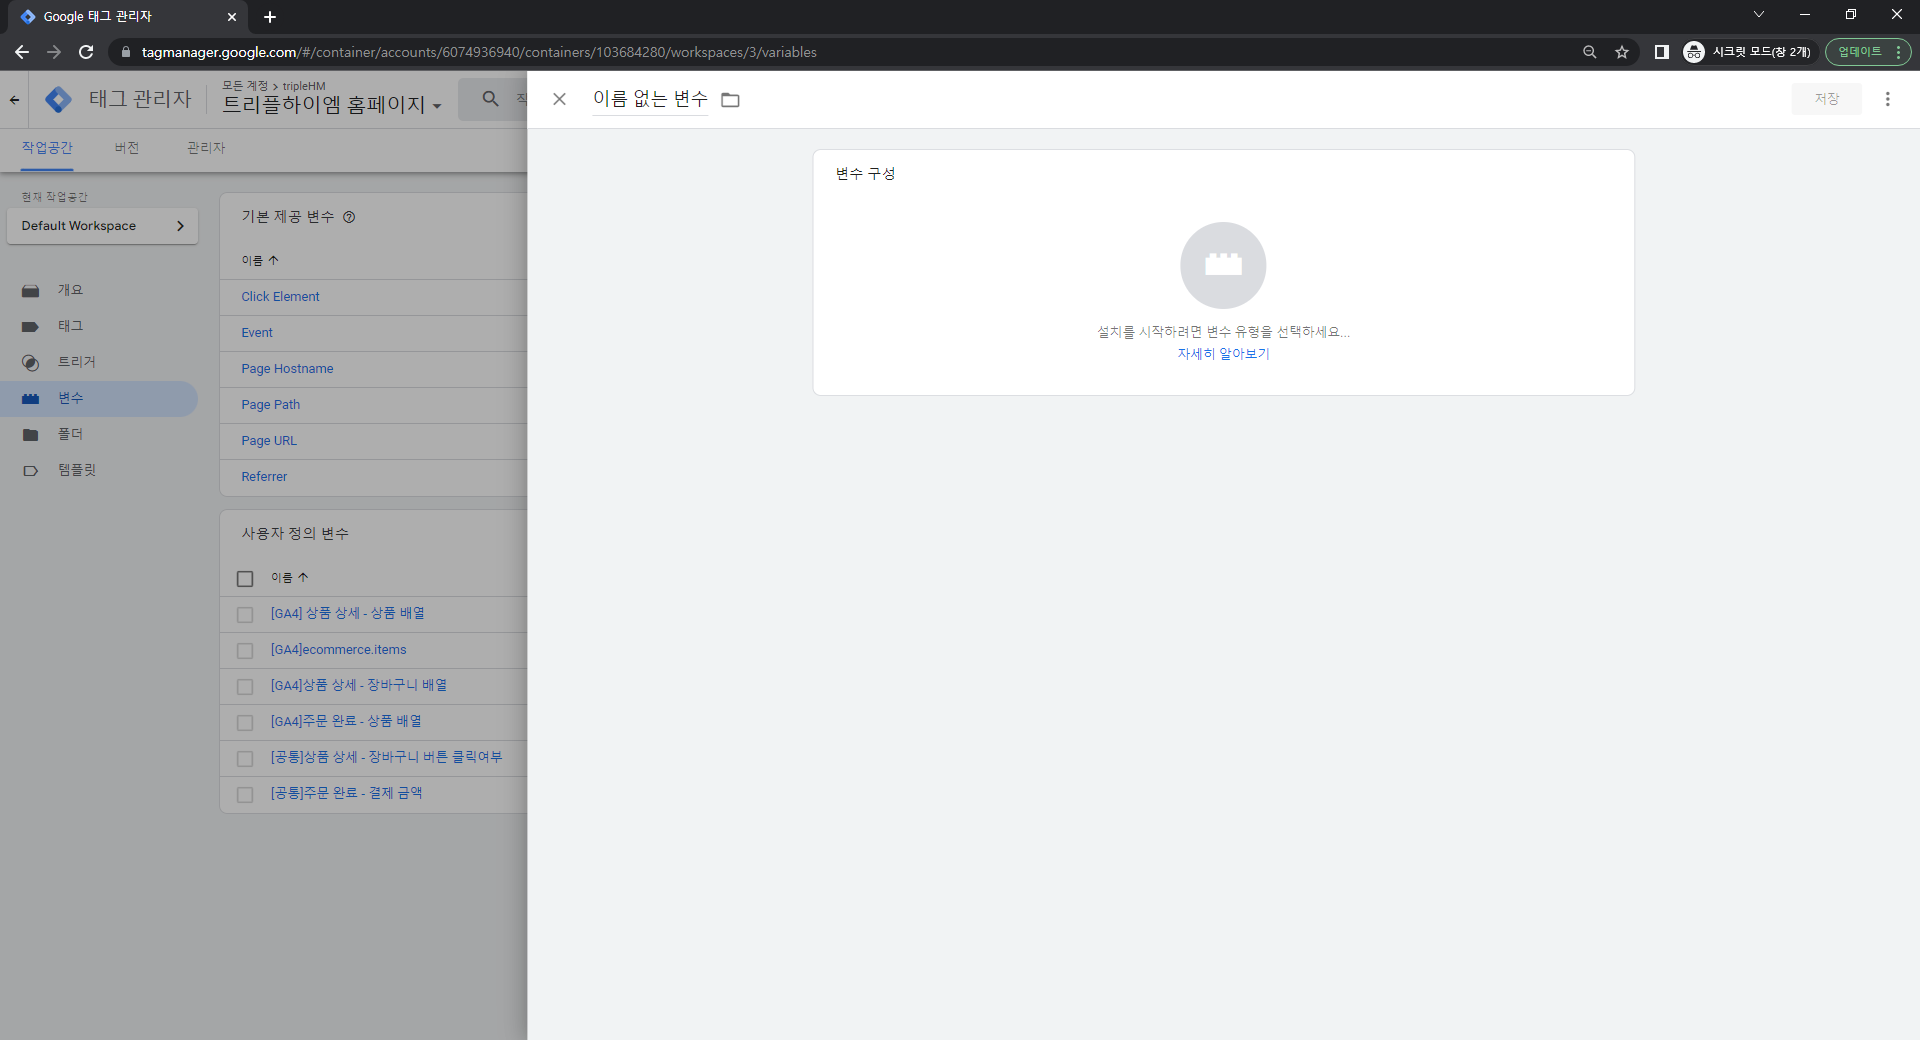 Google 태그 관리자
tagmanager.google.com/#/container/accounts/6074936940/containers/103684280/workspaces/3/variables
시크릿 모드(창 2개)
업데이트
태그 관리자
모든 계정 > tripleHM
트리플하이엠 홈페이지
이름 없는 변수
저장
작업공간
버전
관리자
현재 작업공간
Default Workspace
개요
태그
트리거
변수
폴더
템플릿
기본 제공 변수
이름
Click Element
Event
Page Hostname
Page Path
Page URL
Referrer
사용자 정의 변수
이름
[GA4] 상품 상세 - 상품 배열
[GA4]ecommerce.items
[GA4]상품 상세 - 장바구니 배열
[GA4]주문 완료 - 상품 배열
[공통]상품 상세 - 장바구니 버튼 클릭여부
[공통]주문 완료 - 결제 금액
변수 구성
설치를 시작하려면 변수 유형을 선택하세요...
자세히 알아보기